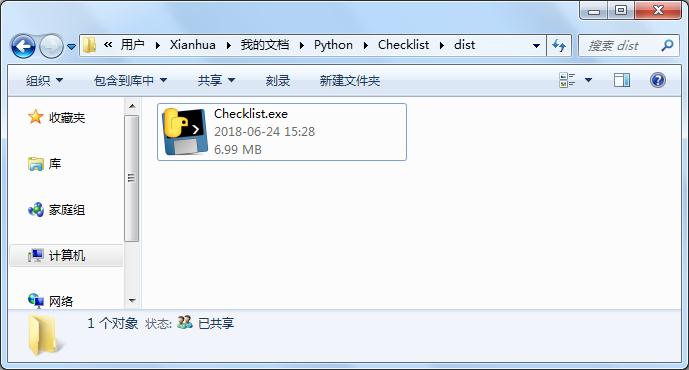 « 用户 Xianhua 我的文档 Python Checklist dist
搜索 dist
组织 包含到库中 共享 刻录 新建文件夹
收藏夹
库
家庭组
计算机
网络
Checklist.exe
2018-06-24 15:28
6.99 MB
1 个对象 状态: 已共享